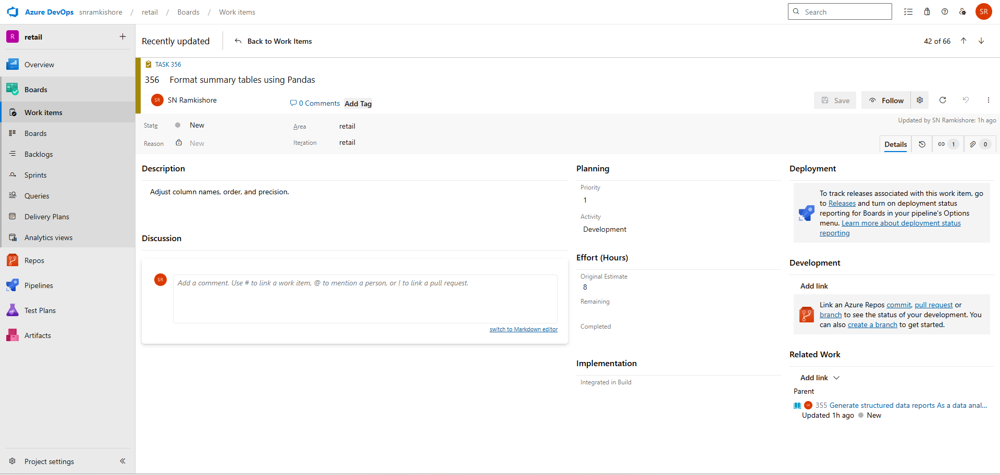 Azure DevOps snramkishore / retail / Boards / Work items
Search
SR
R retail
Overview
Boards
Work items
Boards
Backlogs
Sprints
Queries
Delivery Plans
Analytics views
Repos
Pipelines
Test Plans
Artifacts
Project settings
Recently updated
Back to Work Items
42 of 66
TASK 356
356 Format summary tables using Pandas
SR SN Ramkishore
0 Comments
Add Tag
Save
Follow
State New
Reason New
Area retail
Iteration retail
Updated by SN Ramkishore: 1h ago
Details
1
0
Description
Adjust column names, order, and precision.
Discussion
SR
Add a comment. Use # to link a work item, @ to mention a person, or ! to link a pull request.
switch to Markdown editor
Planning
Priority
1
Activity
Development
Effort (Hours)
Original Estimate
8
Remaining
Completed
Implementation
Integrated in Build
Deployment
To track releases associated with this work item, go
to Releases and turn on deployment status
reporting for Boards in your pipeline's Options
menu. Learn more about deployment status
reporting
Development
Add link
Link an Azure Repos commit, pull request or
branch to see the status of your development. You
can also create a branch to get started.
Related Work
Add link
Parent
SR 355 Generate structured data reports As a data anal...
Updated 1h ago New